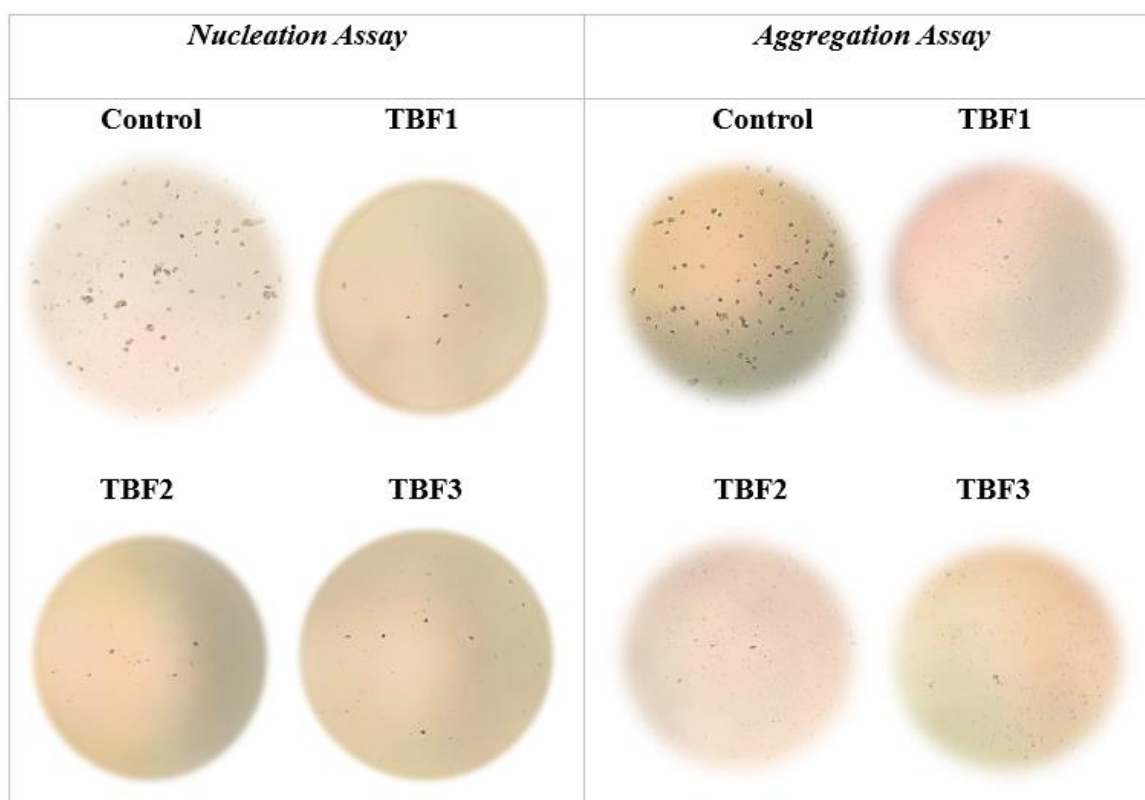 Nucleation Assay
Aggregation Assay
Control
TBF1
Control
TBF1
TBF2
TBF3
TBF2
TBF3